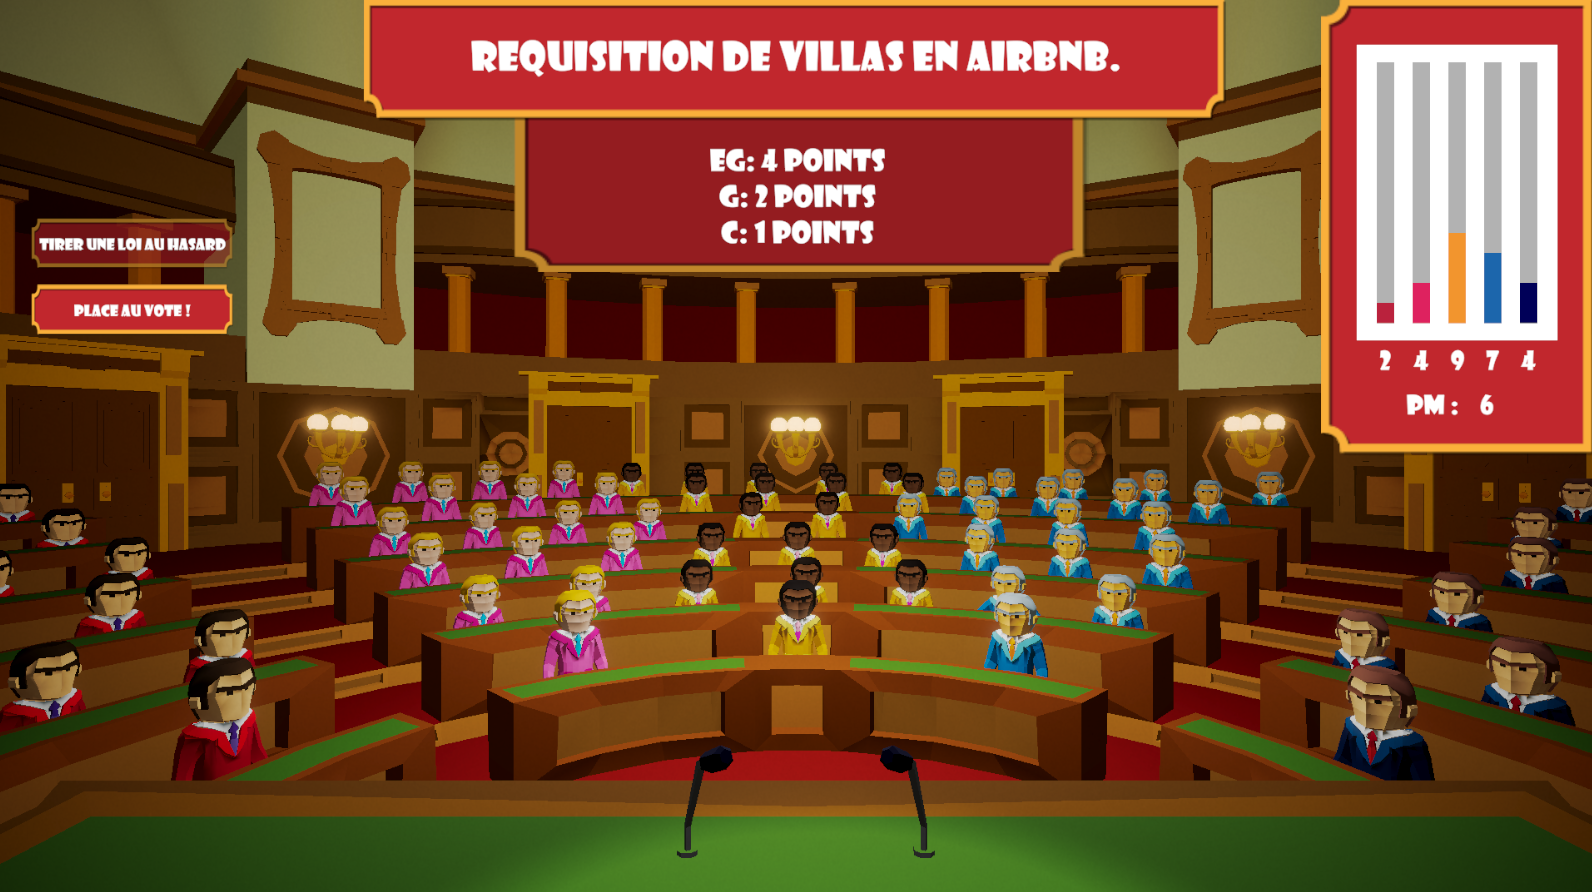 REQUISITION DE VILLAS EN AIRBNB.
EG: 4 POINTS
G: 2 POINTS
C: 1 POINTS
TIRER UNE LOI AU HASARD
PLACE AU VOTE !
2 4 9 7 4
PM : 6